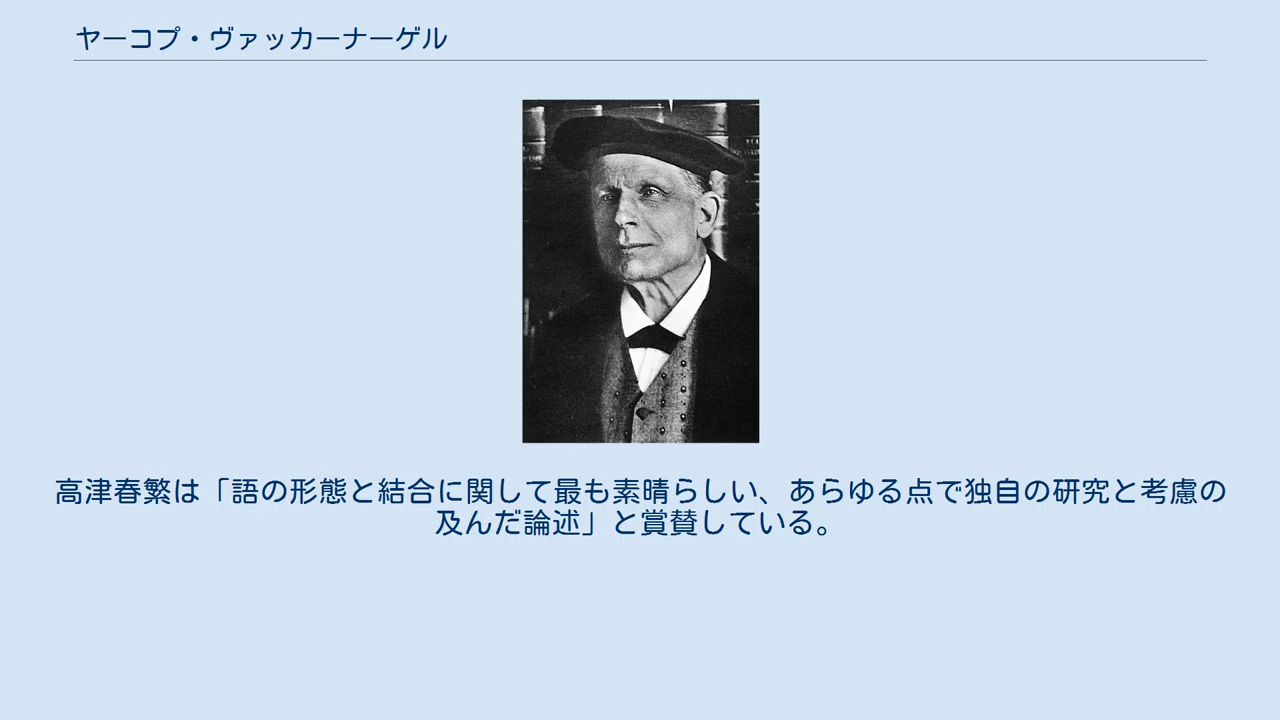 ヤーコプ・ヴァッカーナーゲル
高津春繁は「語の形態と結合に関して最も素晴らしい、あらゆる点で独自の研究と考慮の
及んだ論述」と賞賛している。